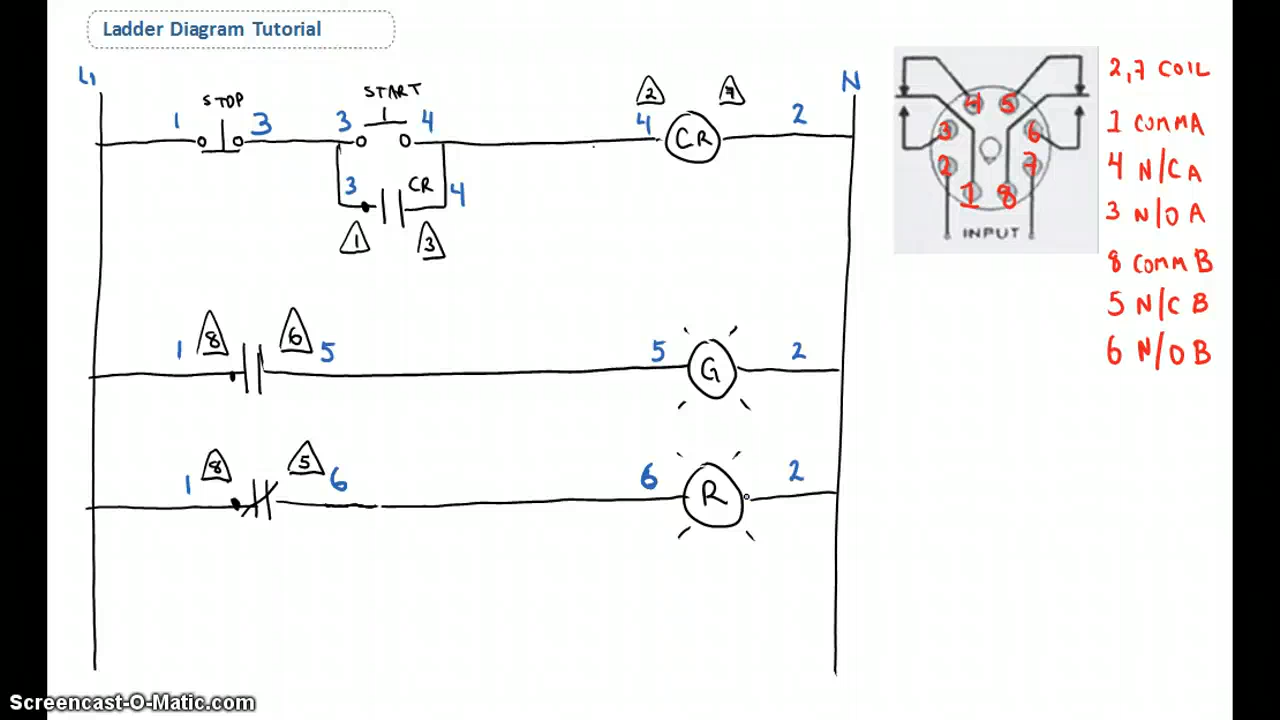 Ladder Diagram Tutorial
L1
N
STOP
START
1 3 3 4 4 2
2 7
CR
3 CR 4
1 3
8 6
1 5 5 2
G
8 5
1 6 6 2
R
4 5
3 6
2 7
1 8
INPUT
2,7 COIL
1 COMM A
4 N/C A
3 N/O A
8 COMM B
5 N/C B
6 N/O B
Screencast-O-Matic.com